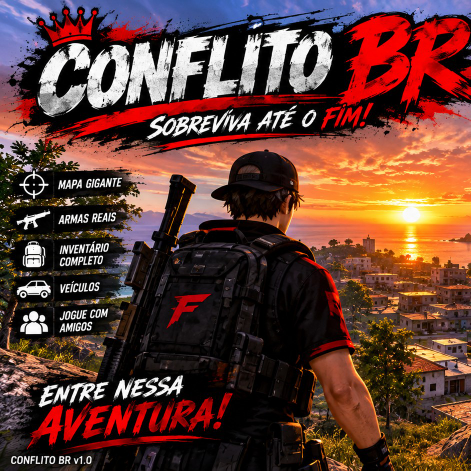 CONFLITO BR
SOBREVIVA ATÉ O FIM!
MAPA GIGANTE
ARMAS REAIS
INVENTÁRIO
COMPLETO
VEÍCULOS
JOGUE COM
AMIGOS
F
ENTRE NESSA
AVENTURA!
CONFLITO BR v1.0